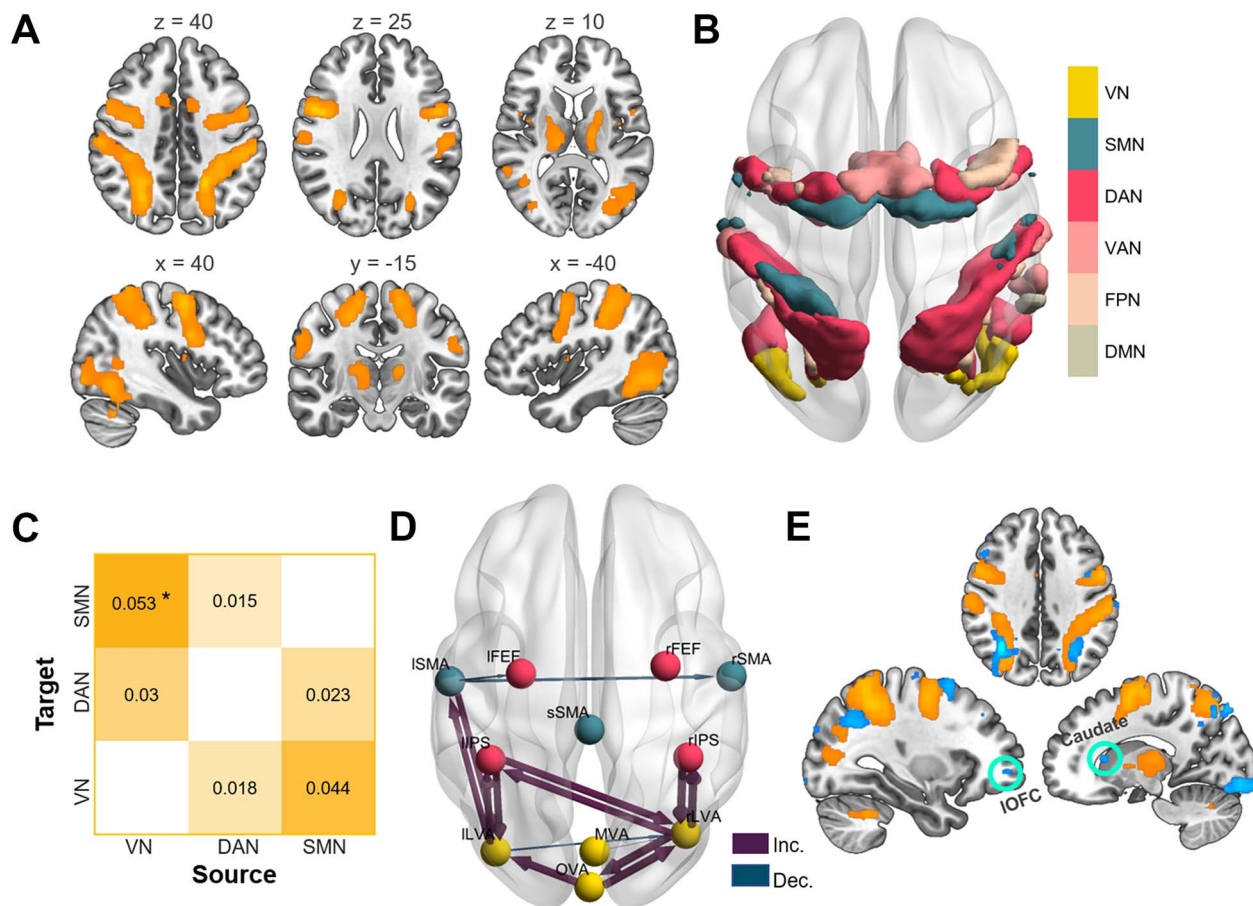 A
z = 40
z = 25
z = 10
x = 40
y = -15
x = -40
B
VN
SMN
DAN
VAN
FPN
DMN
C
Target
SMN
DAN
VN
0.053 *
0.015
0.03
0.023
0.018
0.044
VN
DAN
SMN
Source
D
lSMA
lFEF
rFEF
rSMA
sSMA
lIPS
rIPS
lLVA
MVA
rLVA
OVA
Inc.
Dec.
E
Caudate
lOFC